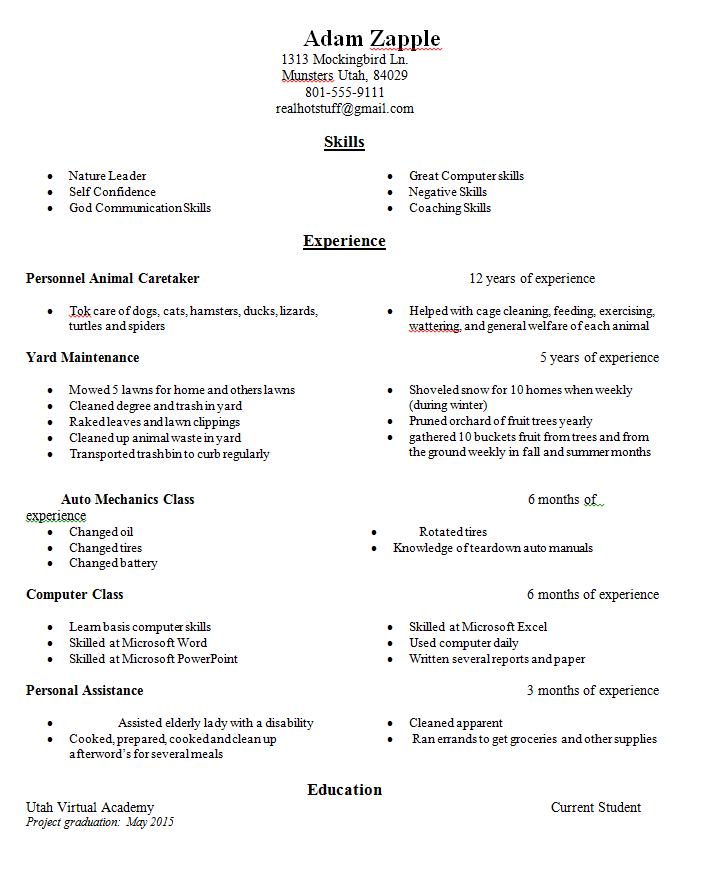 Adam Zapple
1313 Mockingbird Ln.
Munsters Utah, 84029
801-555-9111
realhotstuff@gmail.com
Skills
Nature Leader
Self Confidence
God Communication Skills
Great Computer skills
Negative Skills
Coaching Skills
Experience
Personnel Animal Caretaker 12 years of experience
Tok care of dogs, cats, hamsters, ducks, lizards,
turtles and spiders
Helped with cage cleaning, feeding, exercising,
wattering, and general welfare of each animal
Yard Maintenance 5 years of experience
Mowed 5 lawns for home and others lawns
Cleaned degree and trash in yard
Raked leaves and lawn clippings
Cleaned up animal waste in yard
Transported trash bin to curb regularly
Shoveled snow for 10 homes when weekly
(during winter)
Pruned orchard of fruit trees yearly
gathered 10 buckets fruit from trees and from
the ground weekly in fall and summer months
Auto Mechanics Class 6 months of
experience
Changed oil
Changed tires
Changed battery
Rotated tires
Knowledge of teardown auto manuals
Computer Class 6 months of experience
Learn basis computer skills
Skilled at Microsoft Word
Skilled at Microsoft PowerPoint
Skilled at Microsoft Excel
Used computer daily
Written several reports and paper
Personal Assistance 3 months of experience
Assisted elderly lady with a disability
Cooked, prepared, cooked and clean up
afterword's for several meals
Cleaned apparent
Ran errands to get groceries and other supplies
Education
Utah Virtual Academy Current Student
Project graduation: May 2015